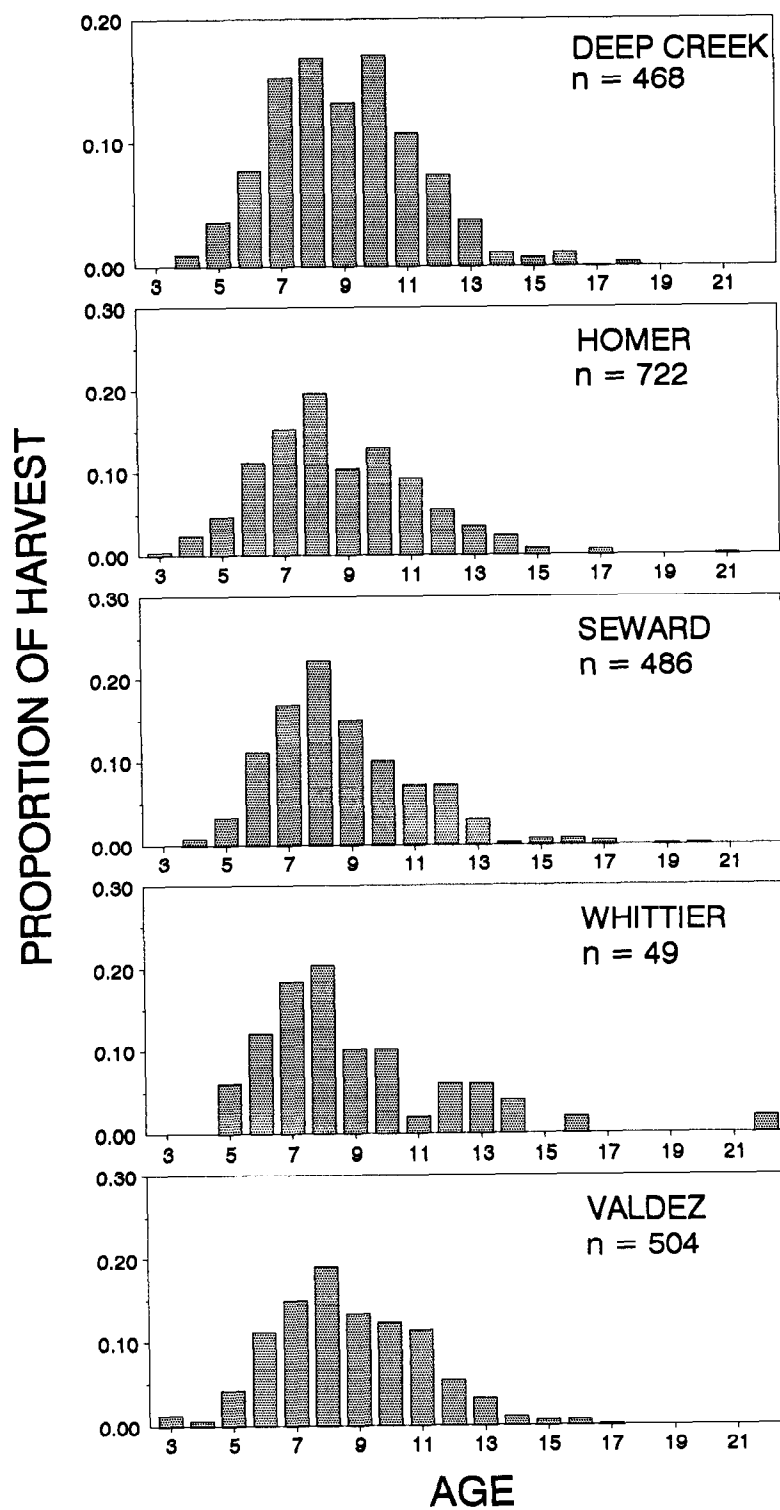 PROPORTION OF HARVEST
0.20
0.10
0.00
DEEP CREEK
n = 468
3 5 7 9 11 13 15 17 19 21
0.30
0.20
0.10
0.00
HOMER
n = 722
3 5 7 9 11 13 15 17 19 21
0.30
0.20
0.10
0.00
SEWARD
n = 486
3 5 7 9 11 13 15 17 19 21
0.30
0.20
0.10
0.00
WHITTIER
n = 49
3 5 7 9 11 13 15 17 19 21
0.30
0.20
0.10
0.00
VALDEZ
n = 504
3 5 7 9 11 13 15 17 19 21
AGE